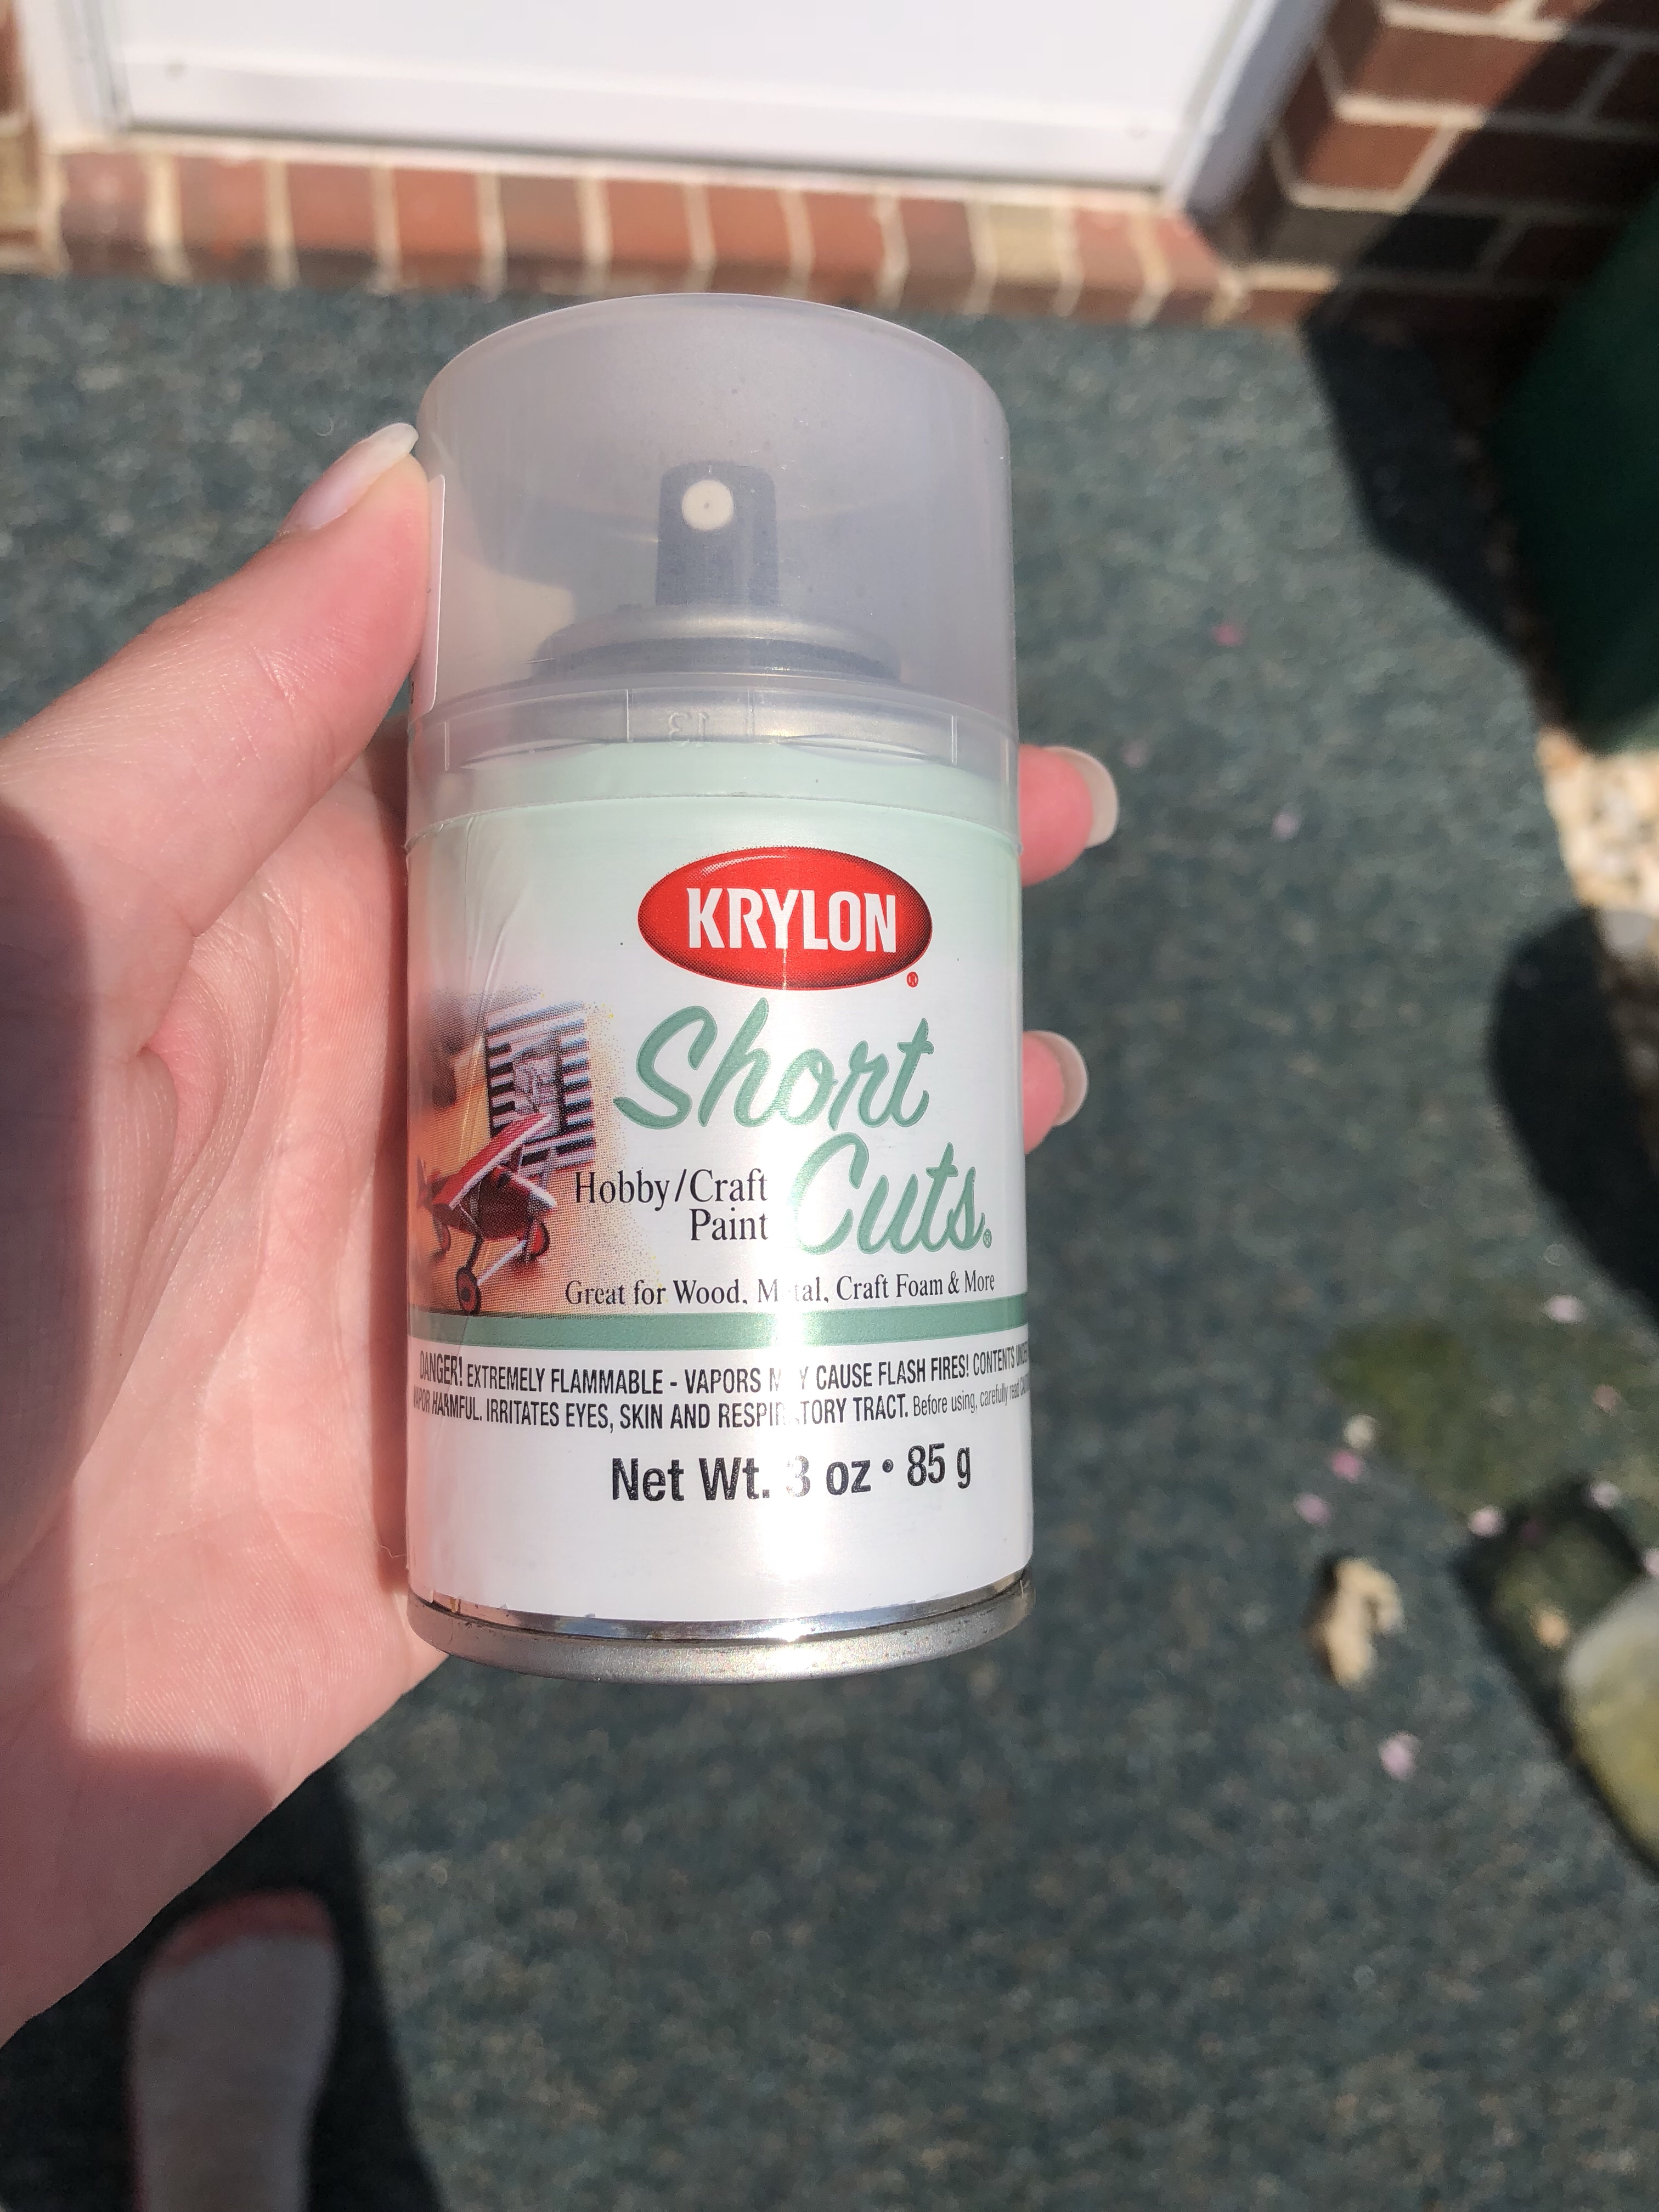 KRYLON®
Short
Cuts®
Hobby/Craft
Paint
Great for Wood, Metal, Craft Foam & More
DANGER! EXTREMELY FLAMMABLE - VAPORS MAY CAUSE FLASH FIRES! CONTENTS UNDER
VAPOR HARMFUL. IRRITATES EYES, SKIN AND RESPIRATORY TRACT. Before using, carefully read
Net Wt. 3 oz • 85 g
13